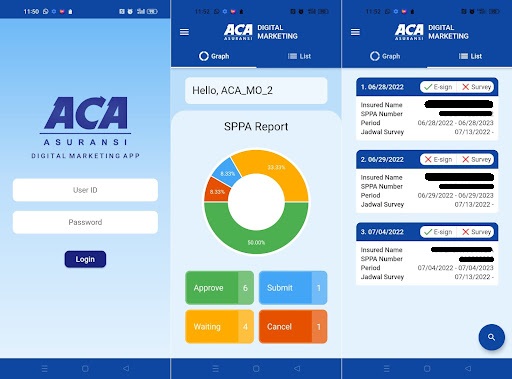 11:50
ACA
ASURANSI
DIGITAL MARKETING APP
User ID
Password
Login
11:52
ACA
ASURANSI
DIGITAL
MARKETING
Graph
List
Hello, ACA_MO_2
SPPA Report
8.33%
33.33%
8.33%
50.00%
Approve 6
Submit 1
Waiting 4
Cancel 1
11:52
ACA
ASURANSI
DIGITAL
MARKETING
Graph
List
1. 06/28/2022 E-sign Survey
Insured Name
SPPA Number
Period 06/28/2022 - 06/28/2023
Jadwal Survey 07/13/2022 -
2. 06/29/2022 E-sign Survey
Insured Name
SPPA Number
Period 06/29/2022 - 06/29/2023
Jadwal Survey 07/13/2022 -
3. 07/04/2022 E-sign Survey
Insured Name
SPPA Number
Period 07/04/2022 - 07/04/2023
Jadwal Survey 07/13/2022 -